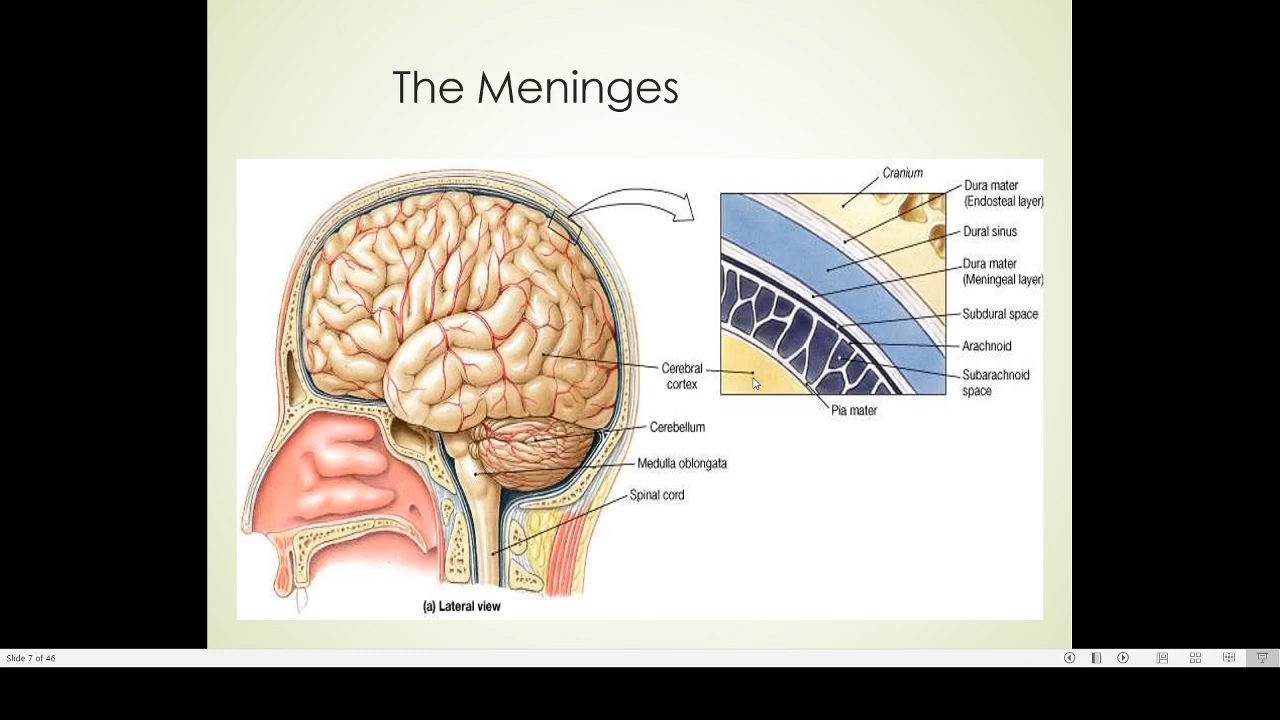 The Meninges
Cranium
Dura mater
(Endosteal layer)
Dural sinus
Dura mater
(Meningeal layer)
Subdural space
Arachnoid
Subarachnoid
space
Pia mater
Cerebral
cortex
Cerebellum
Medulla oblongata
Spinal cord
(a) Lateral view
Slide 7 of 46